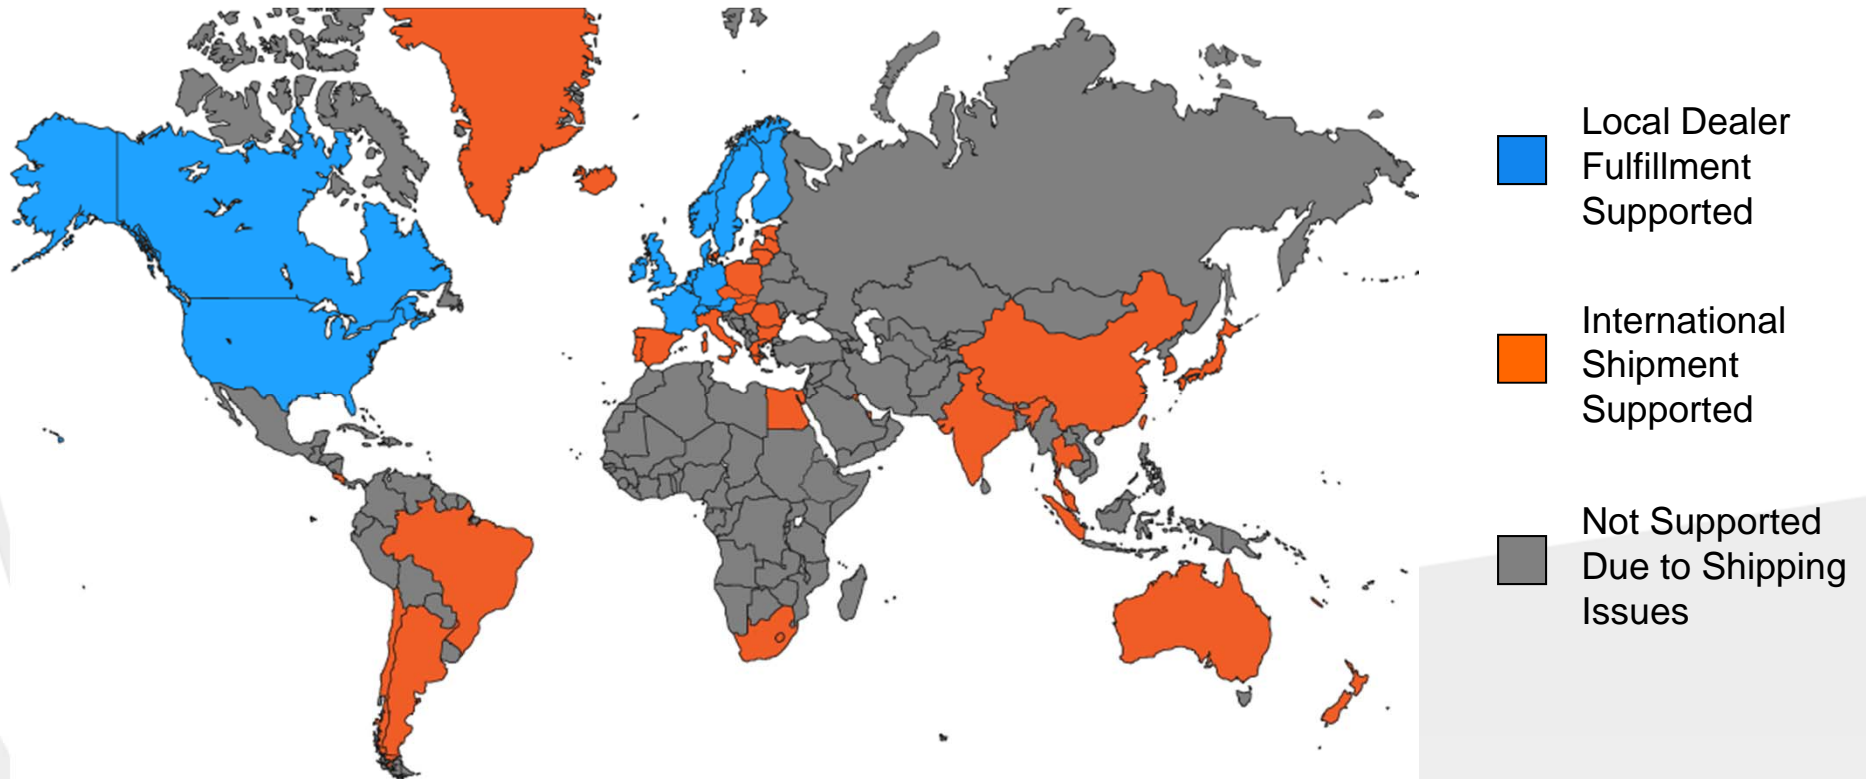 Local Dealer
Fulfillment
Supported
International
Shipment
Supported
Not Supported
Due to Shipping
Issues